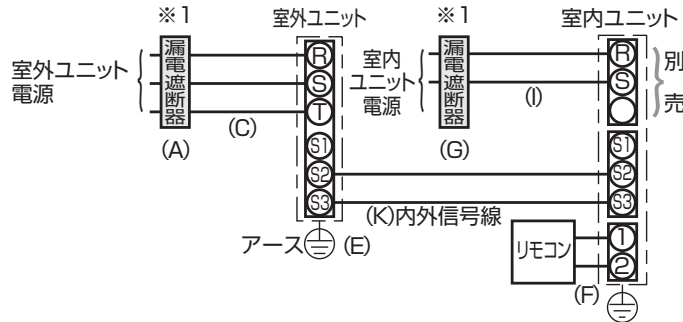 ※1
室外ユニット
※1
室内ユニット
室外ユニット
電源
漏電遮断器
R
S
T
S1
S2
S3
(C)
(A)
室内
ユニット
電源
漏電遮断器
R
S
別売
(I)
(G)
S1
S2
S3
(K)内外信号線
アース
(E)
リモコン
1
2
(F)